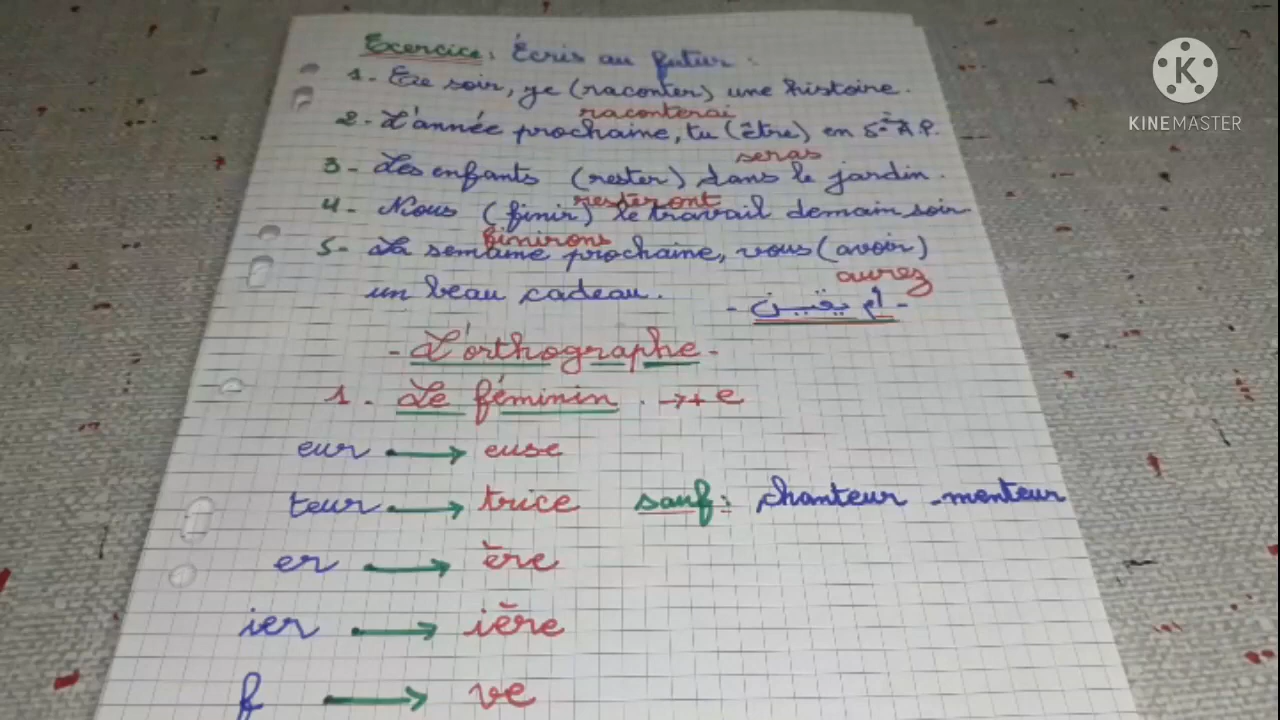 Exercice: Écris au futur:
1- Ce soir, je (raconter) une histoire.
raconterai
2- L'année prochaine, tu (être) en 5e A.P.
seras
3- Les enfants (rester) dans le jardin.
resteront
4- Nous (finir) le travail demain soir
finirons
5- La semaine prochaine, vous (avoir)
aurez
un beau cadeau.
- أم يقين -
- L'orthographe -
1- Le féminin. → + e
eur → euse
teur → trice sauf: chanteur - menteur
er → ère
ier → ière
f → ve
K
KINEMASTER